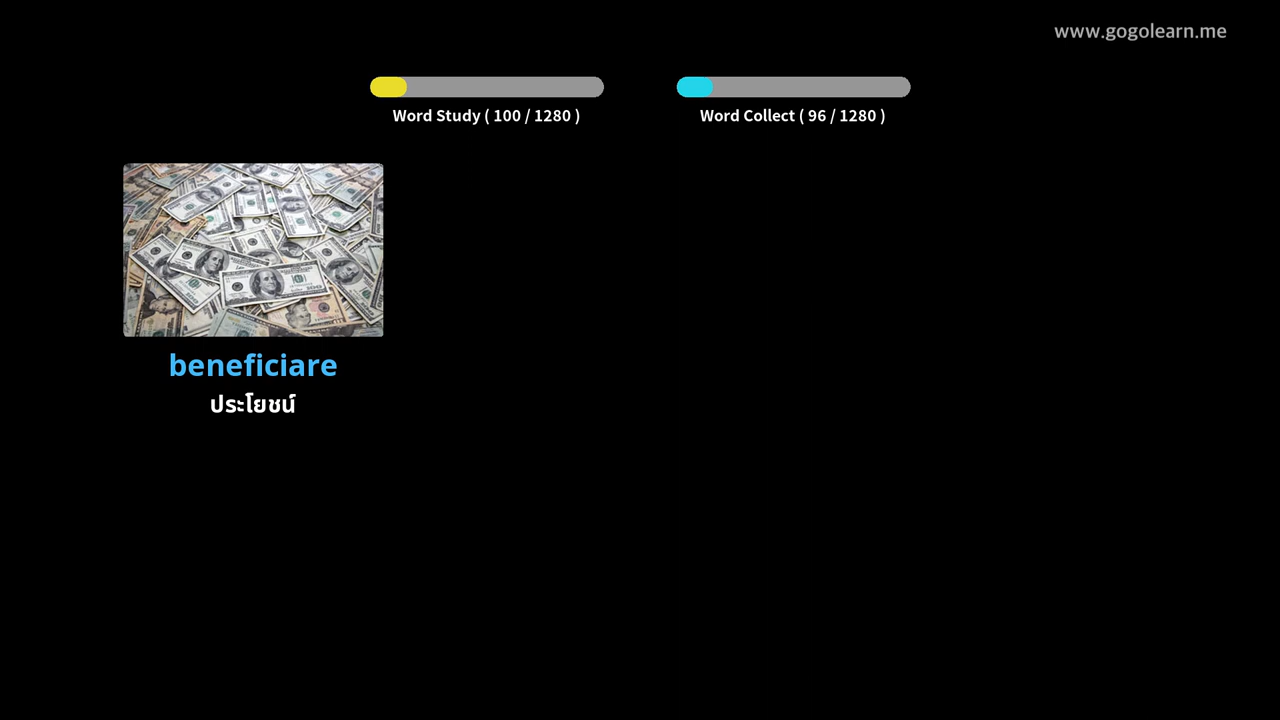 www.gogolearn.me
Word Study ( 100 / 1280 )
Word Collect ( 96 / 1280 )
beneficiare
ประโยชน์